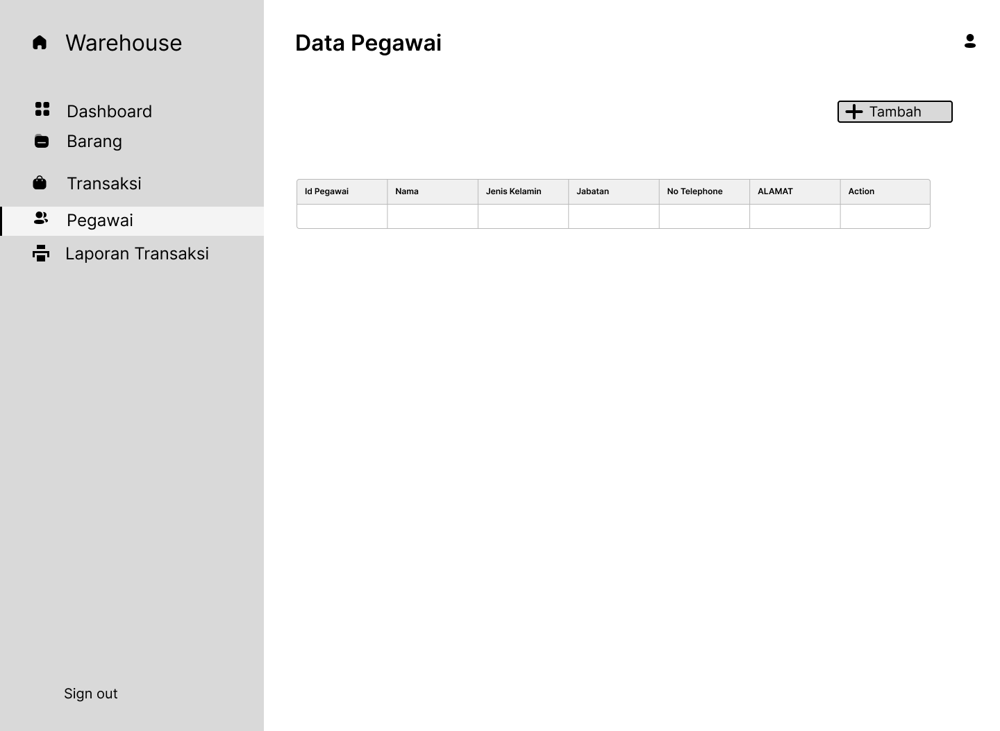 Warehouse
Dashboard
Barang
Transaksi
Pegawai
Laporan Transaksi
Sign out
Data Pegawai
Tambah
Id Pegawai Nama Jenis Kelamin Jabatan No Telephone ALAMAT Action